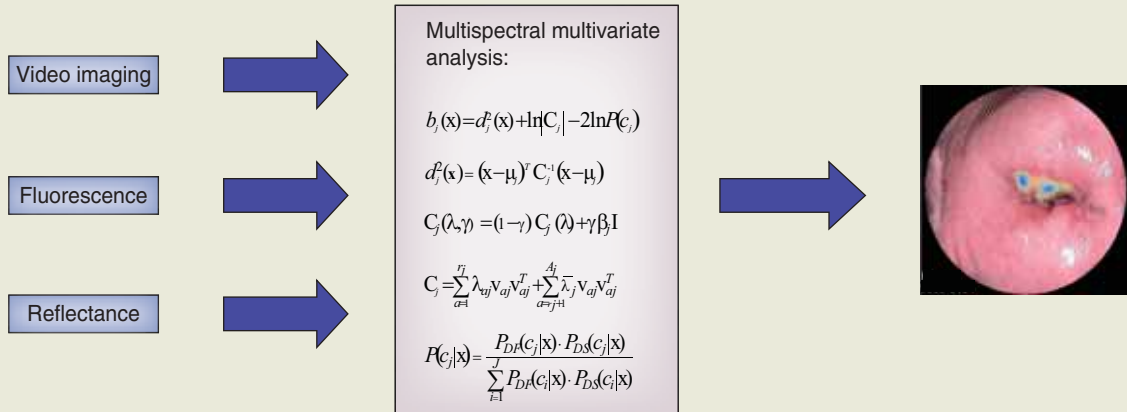 Video imaging
Fluorescence
Reflectance
Multispectral multivariate
analysis:
b_j(x)=d_j^2(x)+ln|C_j|−2lnP(c_j)
d_j^2(x)=(x−μ_j)^T C_j^-1(x−μ_j)
C_j(λ,γ)=(1−γ)C_j(λ)+γβ_jI
C_j=∑_{a=1}^{r_j} λ_{aj}v_{aj}v_{aj}^T+∑_{a=r_j+1}^{A_j} λ̄_j v_{aj}v_{aj}^T
P(c_j|x)=\frac{P_{DF}(c_j|x)·P_{DS}(c_j|x)}{∑_{i=1}^{J}P_{DF}(c_i|x)·P_{DS}(c_i|x)}